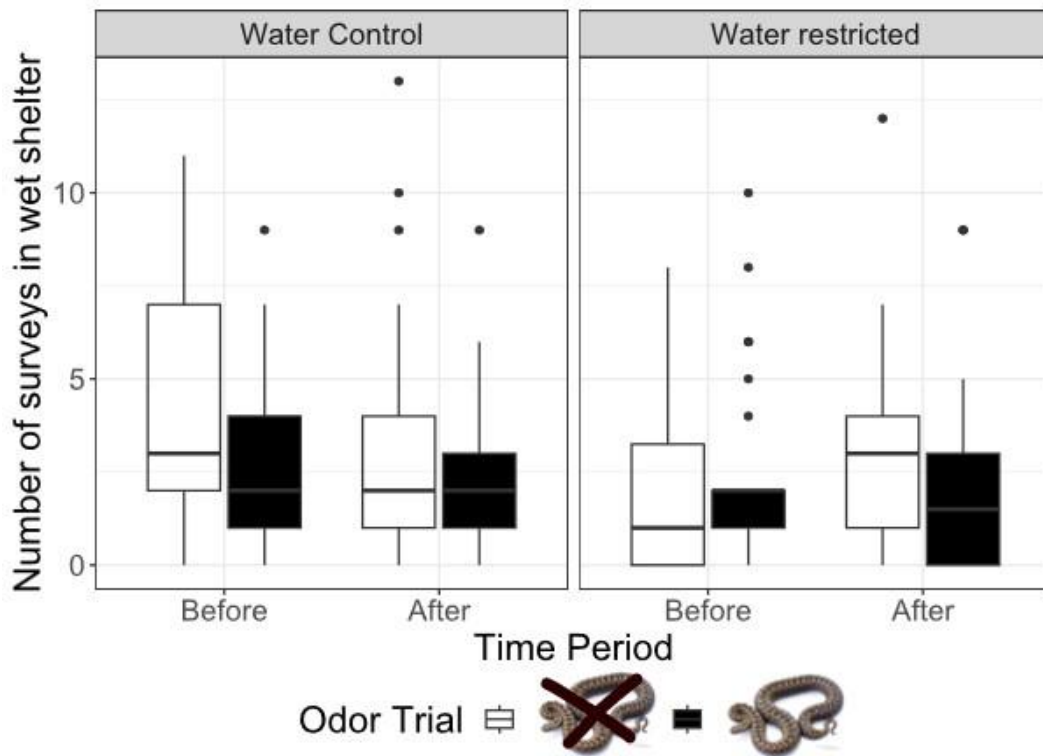 Water Control
Water restricted
Number of surveys in wet shelter
10
5
0
Before
After
Before
After
Time Period
Odor Trial